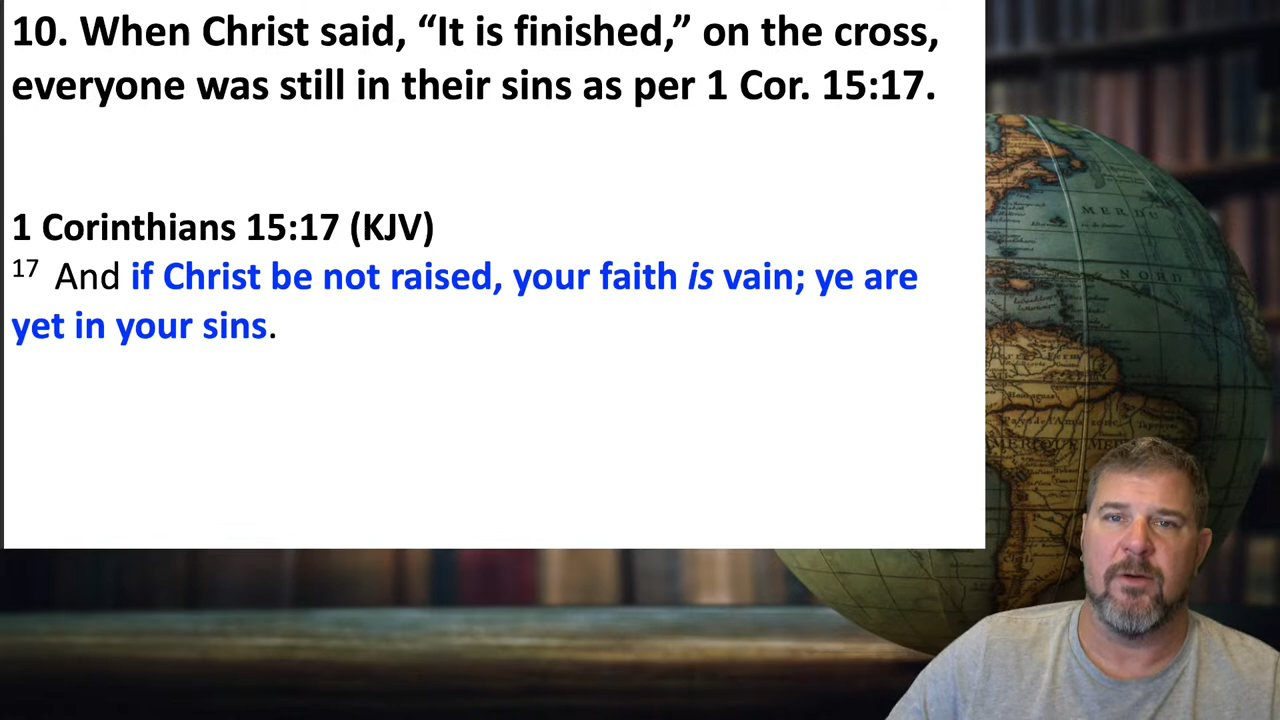 10. When Christ said, “It is finished,” on the cross,
everyone was still in their sins as per 1 Cor. 15:17.
1 Corinthians 15:17 (KJV)
17 And if Christ be not raised, your faith is vain; ye are
yet in your sins.
MERDU
NORD